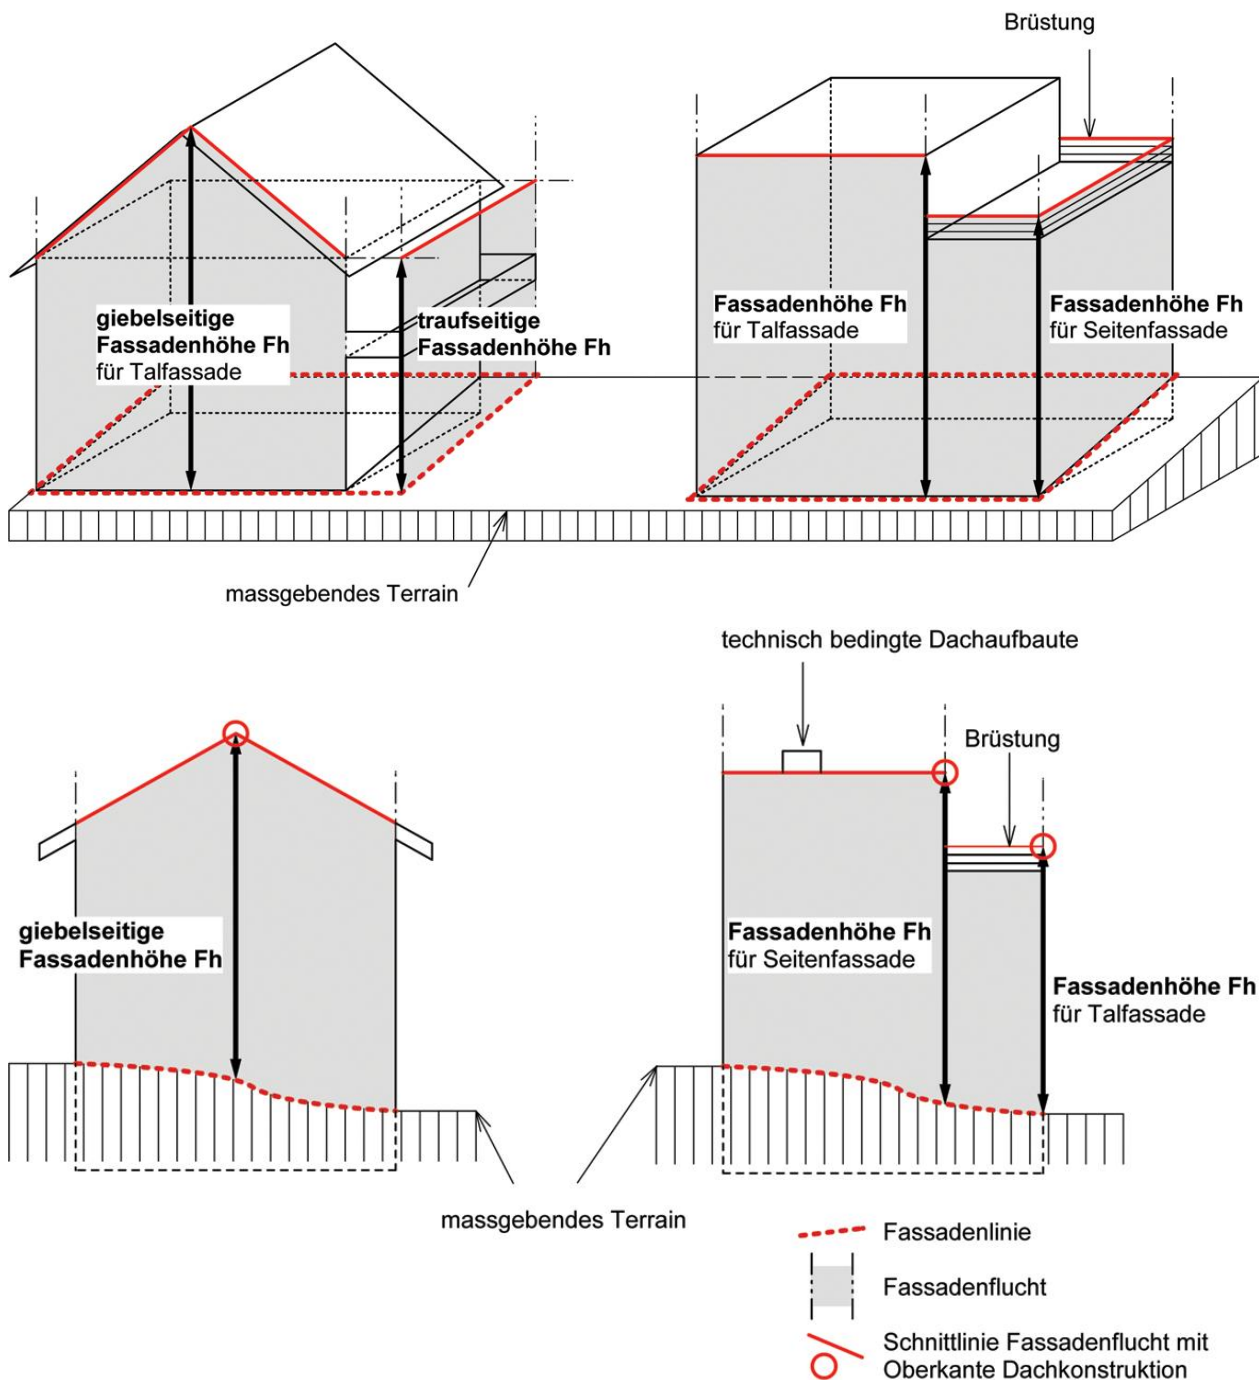 Brüstung
giebelseitige
Fassadenhöhe Fh
für Talfassade
traufseitige
Fassadenhöhe Fh
Fassadenhöhe Fh
für Talfassade
Fassadenhöhe Fh
für Seitenfassade
massgebendes Terrain
technisch bedingte Dachaufbaute
Brüstung
giebelseitige
Fassadenhöhe Fh
Fassadenhöhe Fh
für Seitenfassade
Fassadenhöhe Fh
für Talfassade
massgebendes Terrain
Fassadenlinie
Fassadenflucht
Schnittlinie Fassadenflucht mit
Oberkante Dachkonstruktion